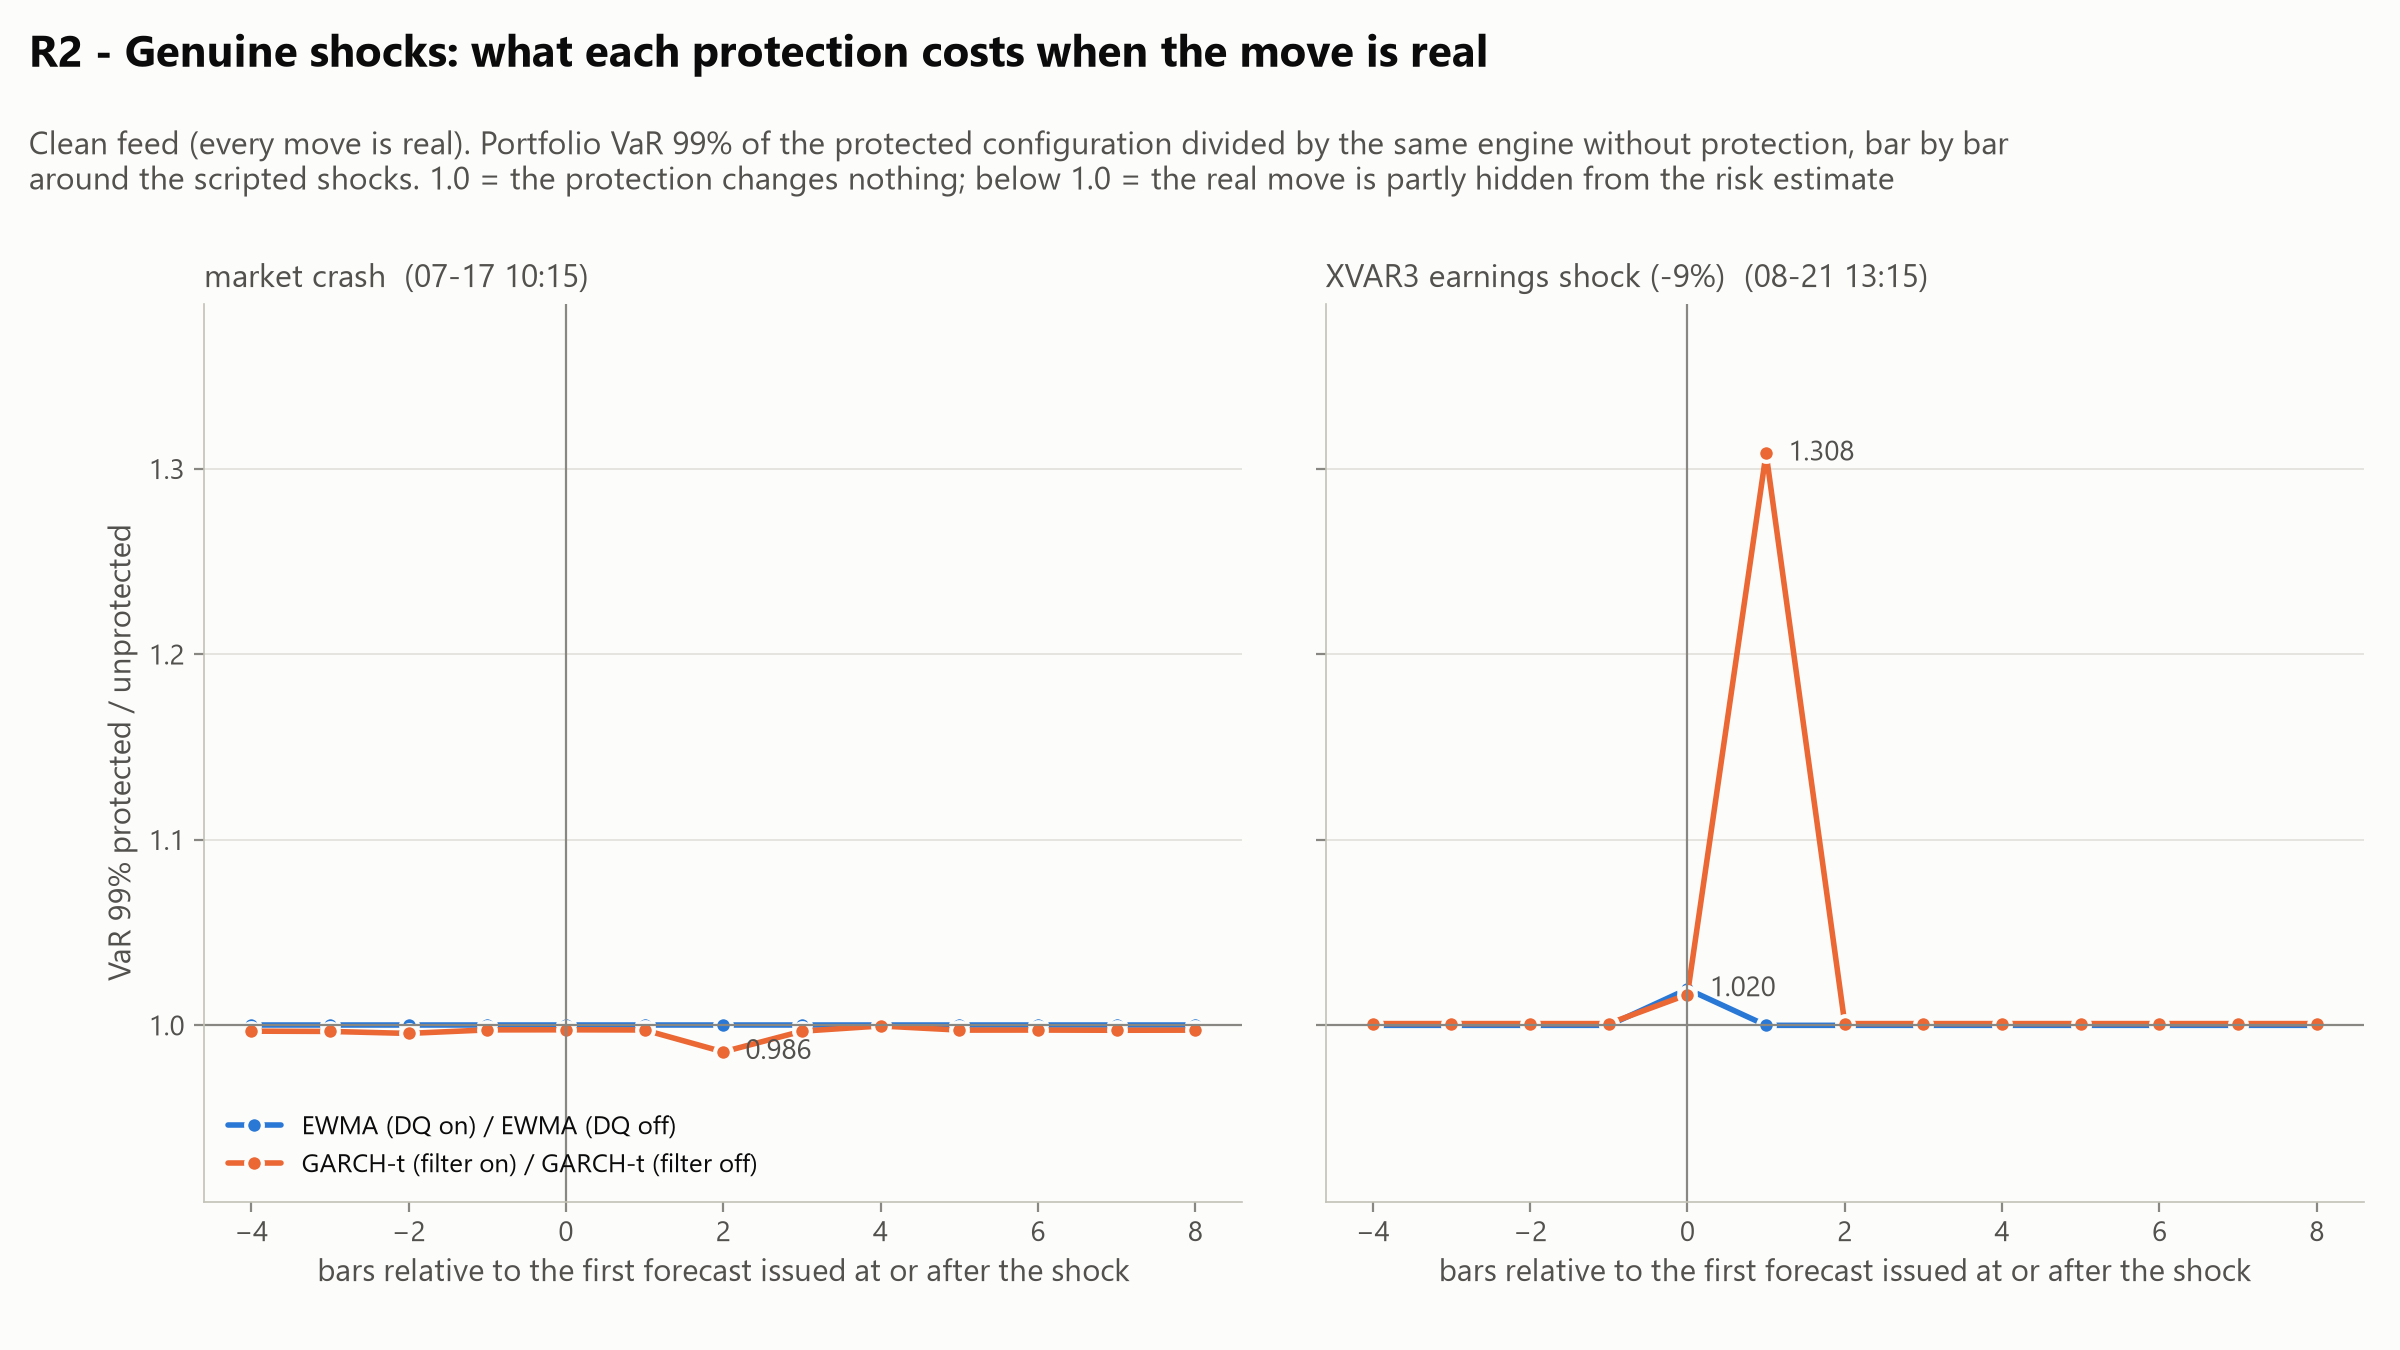 R2 - Genuine shocks: what each protection costs when the move is real
Clean feed (every move is real). Portfolio VaR 99% of the protected configuration divided by the same engine without protection, bar by bar
around the scripted shocks. 1.0 = the protection changes nothing; below 1.0 = the real move is partly hidden from the risk estimate
market crash  (07-17 10:15)
VaR 99% protected / unprotected
1.3
1.2
1.1
1.0
0.986
EWMA (DQ on) / EWMA (DQ off)
GARCH-t (filter on) / GARCH-t (filter off)
−4 −2 0 2 4 6 8
bars relative to the first forecast issued at or after the shock
XVAR3 earnings shock (-9%)  (08-21 13:15)
1.308
1.020
−4 −2 0 2 4 6 8
bars relative to the first forecast issued at or after the shock